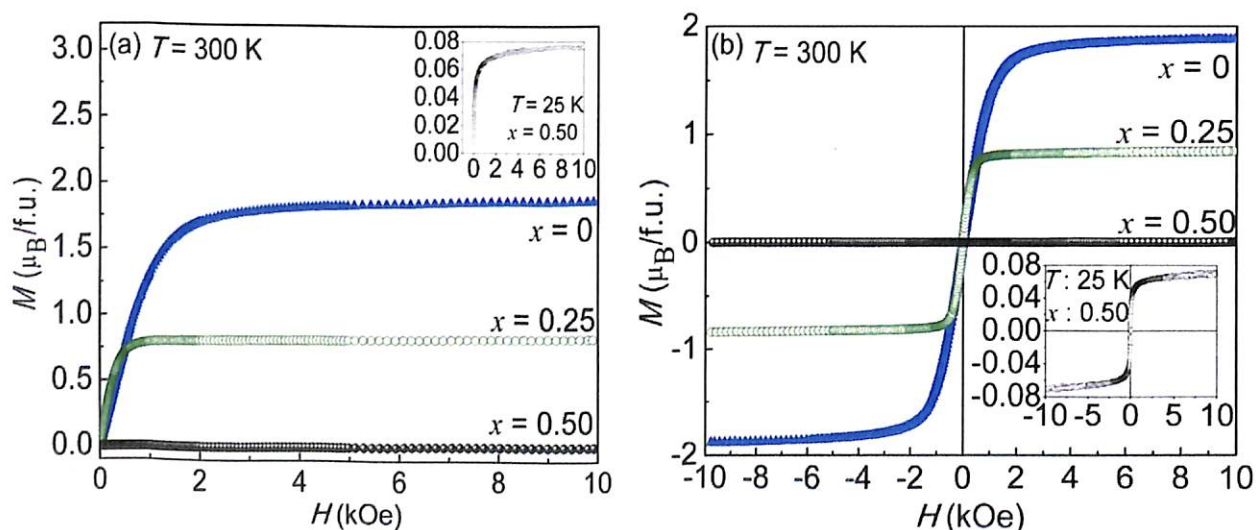 (a) T = 300 K
3.0
2.5
2.0
1.5
1.0
0.5
0.0
0 2 4 6 8 10
M (μB/f.u.)
H (kOe)
x = 0
x = 0.25
x = 0.50
0.08
0.06
0.04
0.02
0.00
0 2 4 6 8 10
T = 25 K
x = 0.50
(b)
T = 300 K
2
1
0
-1
-2
-10 -8 -6 -4 -2 0 2 4 6 8 10
M (μB/f.u.)
H (kOe)
x = 0
x = 0.25
x = 0.50
0.08
0.04
0.00
-0.04
-0.08
-10 0 10
T : 25 K
x : 0.50